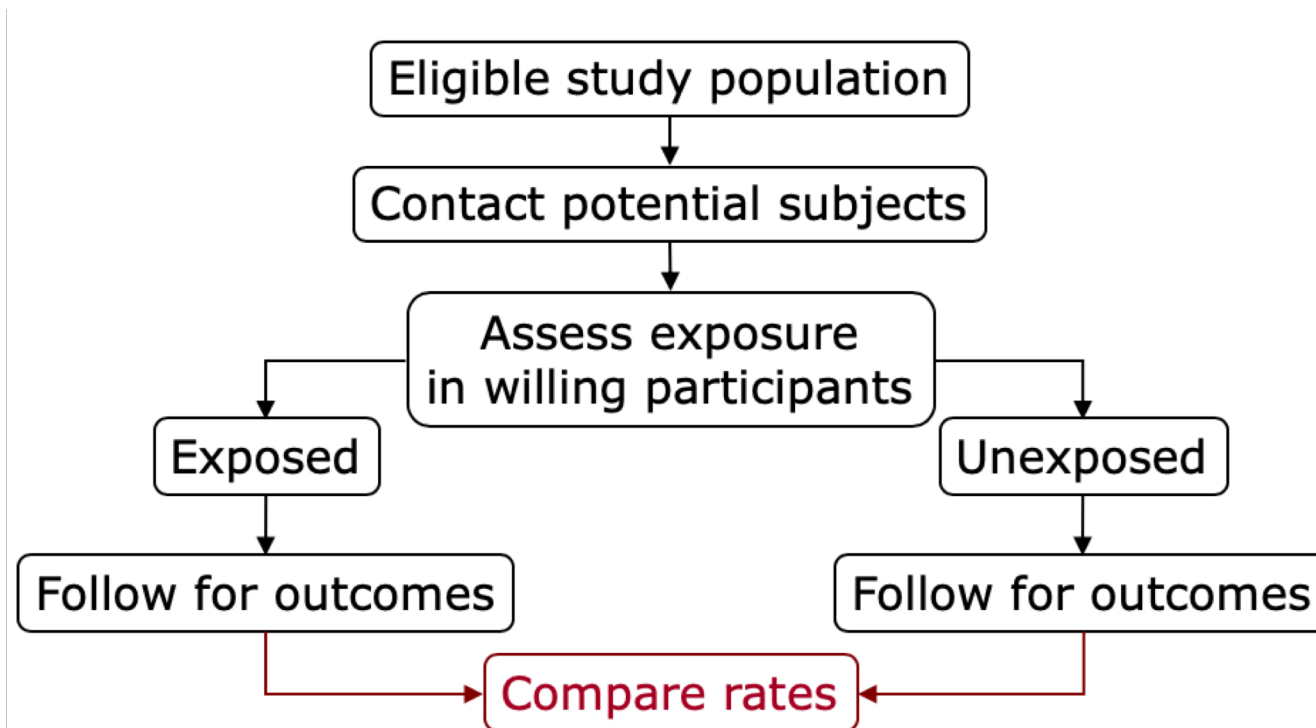 Eligible study population
Contact potential subjects
Assess exposure
in willing participants
Exposed
Unexposed
Follow for outcomes
Follow for outcomes
Compare rates